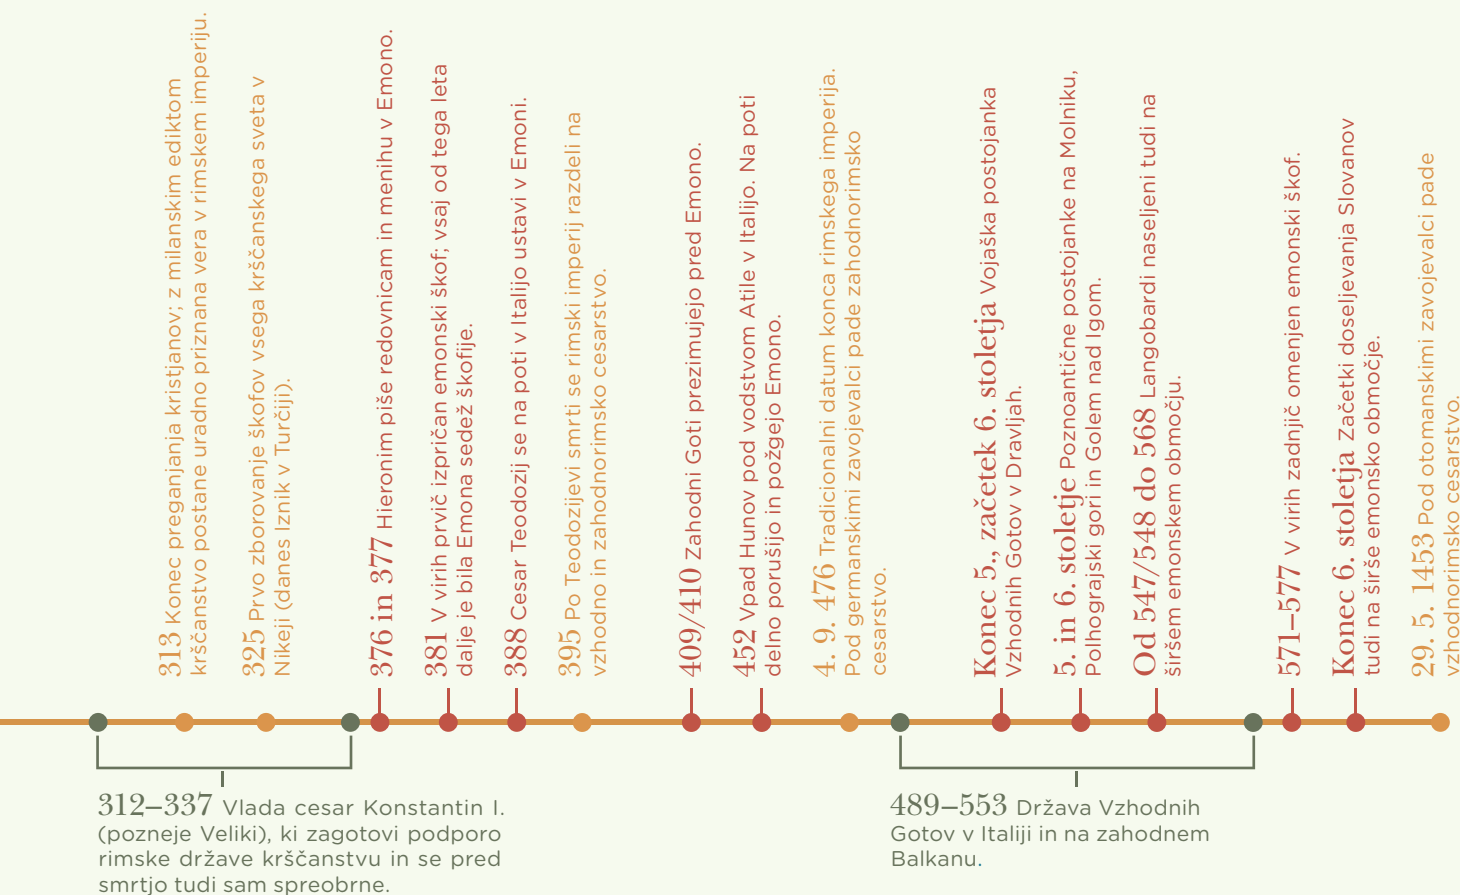 313 Konec preganjanja kristjanov; z milanskim ediktom
krščanstvo postane uradno priznana vera v rimskem imperiju.
325 Prvo zborovanje škofov vsega krščanskega sveta v
Nikeji (danes Iznik v Turčiji).
376 in 377 Hieronim piše redovnicam in menihu v Emono.
381 V virih prvič izpričan emonski škof; vsaj od tega leta
dalje je bila Emona sedež škofije.
388 Cesar Teodozij se na poti v Italijo ustavi v Emoni.
395 Po Teodozijevi smrti se rimski imperij razdeli na
vzhodno in zahodnorimsko cesarstvo.
409/410 Zahodni Goti prezimujejo pred Emono.
452 Vpad Hunov pod vodstvom Atile v Italijo. Na poti
delno porušijo in požgejo Emono.
4. 9. 476 Tradicionalni datum konca rimskega imperija.
Pod germanskimi zavojevalci pade zahodnorimsko
cesarstvo.
Konec 5., začetek 6. stoletja Vojaška postojanka
Vzhodnih Gotov v Dravljah.
5. in 6. stoletje Poznoantične postojanke na Molniku,
Polhograjski gori in Golem nad Igom.
Od 547/548 do 568 Langobardi naseljeni tudi na
širšem emonskem območju.
571–577 V virih zadnjič omenjen emonski škof.
Konec 6. stoletja Začetki doseljevanja Slovanov
tudi na širše emonsko območje.
29. 5. 1453 Pod otomanskimi zavojevalci pade
vzhodnorimsko cesarstvo.
312–337 Vlada cesar Konstantin I.
(pozneje Veliki), ki zagotovi podporo
rimske države krščanstvu in se pred
smrtjo tudi sam spreobrne.
489–553 Država Vzhodnih
Gotov v Italiji in na zahodnem
Balkanu.